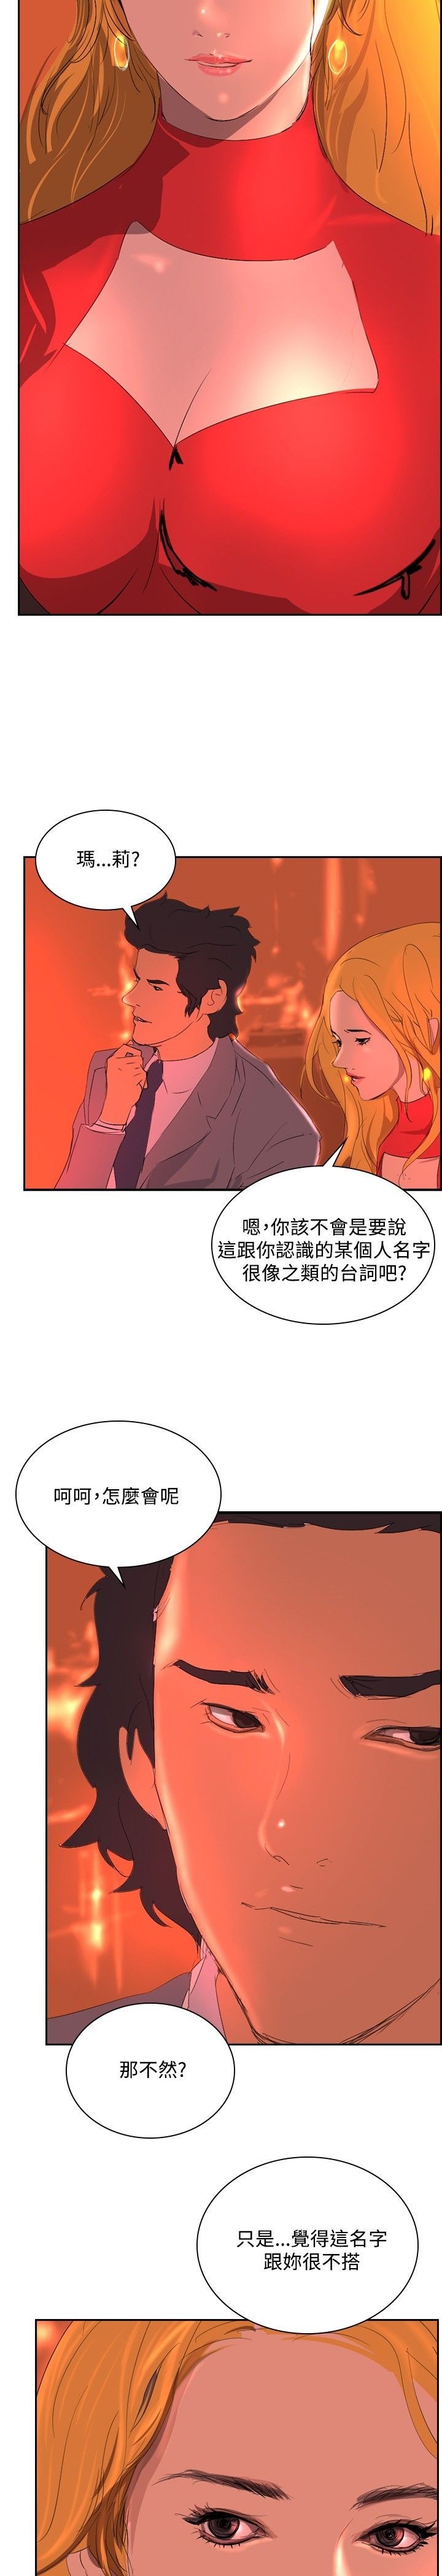 瑪...莉?
嗯,你該不會是要說
這跟你認識的某個人名字
很像之類的台詞吧?
呵呵,怎麼會呢
那不然?
只是...覺得這名字
跟妳很不搭